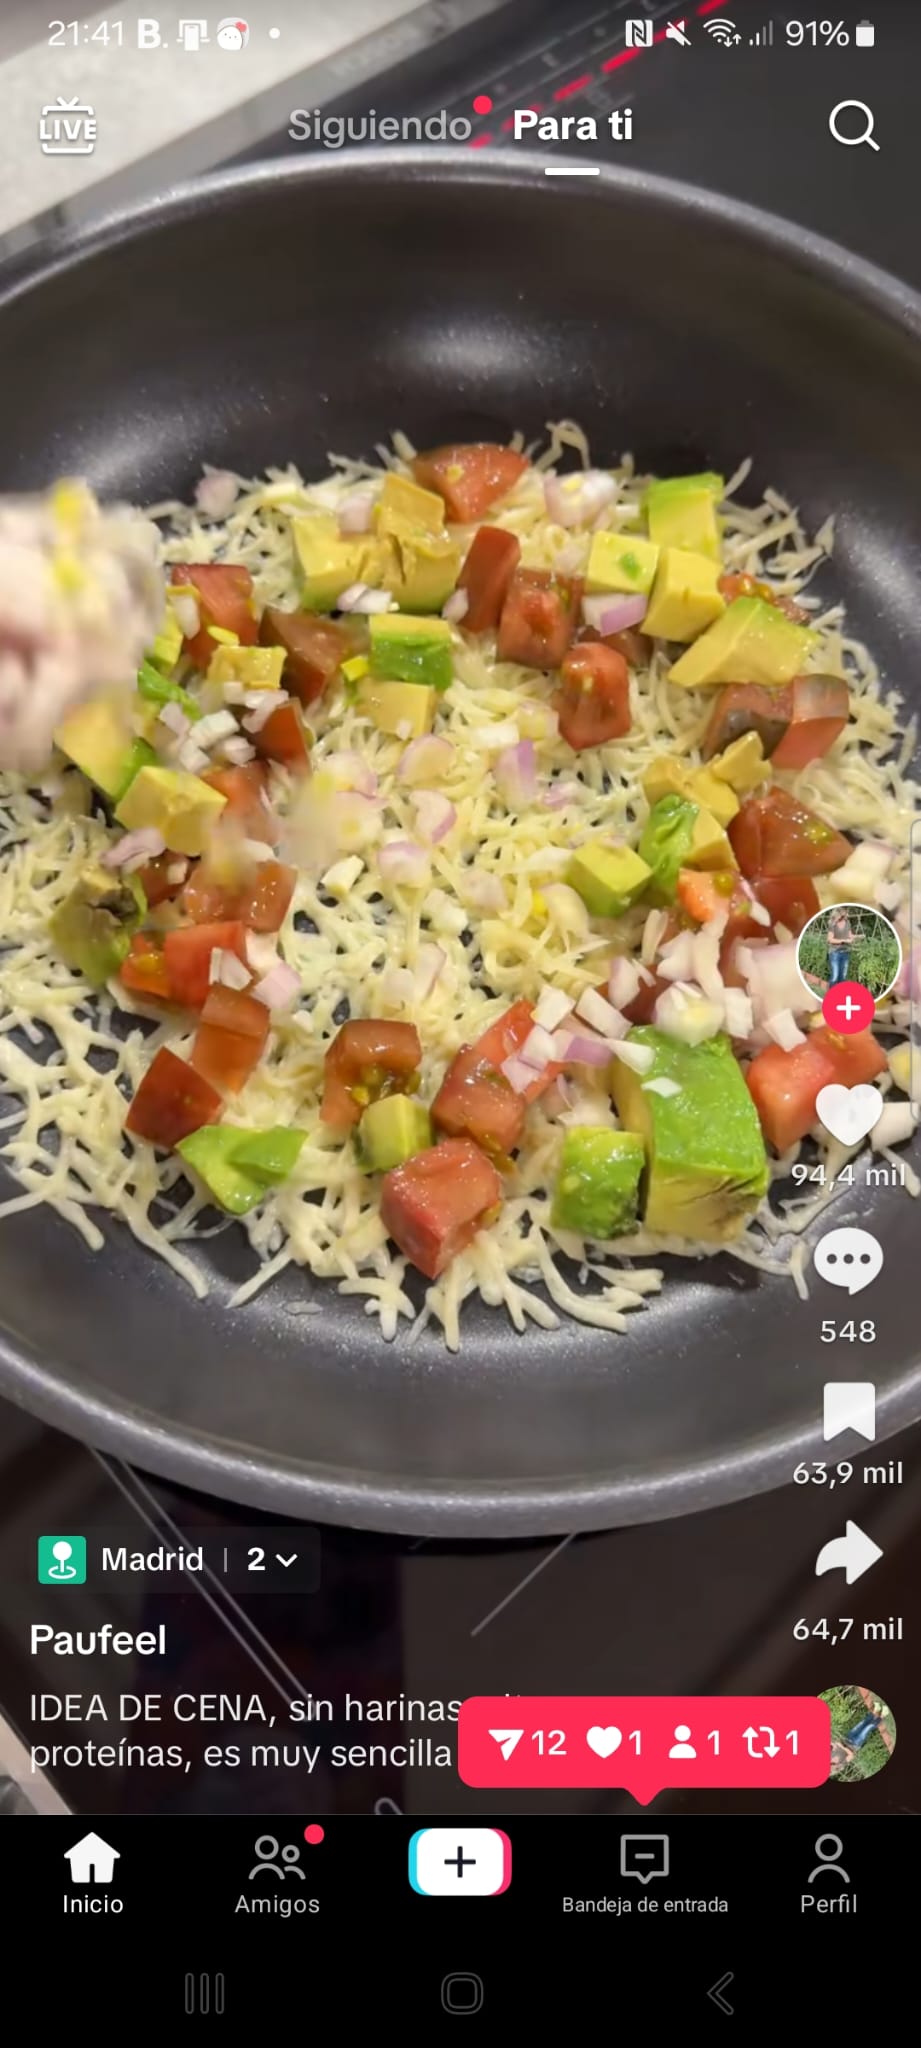 21:41 B. 91%
LIVE Siguiendo Para ti
94,4 mil
548
63,9 mil
Madrid | 2
64,7 mil
Paufeel
IDEA DE CENA, sin harinas
proteínas, es muy sencilla
12 1 1 1
Inicio Amigos Bandeja de entrada Perfil